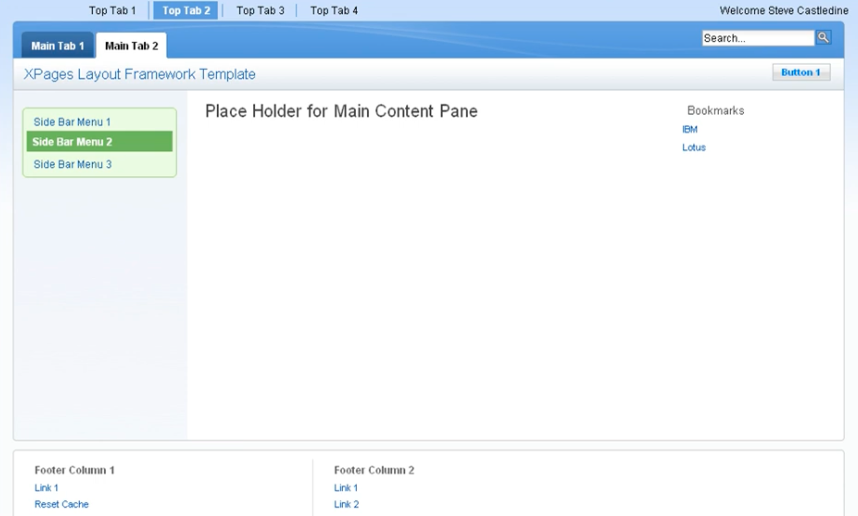 Top Tab 1 Top Tab 2 Top Tab 3 Top Tab 4 Welcome Steve Castledine
Main Tab 1 Main Tab 2 Search...
XPages Layout Framework Template Button 1
Side Bar Menu 1
Side Bar Menu 2
Side Bar Menu 3
Place Holder for Main Content Pane
Bookmarks
IBM
Lotus
Footer Column 1
Link 1
Reset Cache
Footer Column 2
Link 1
Link 2